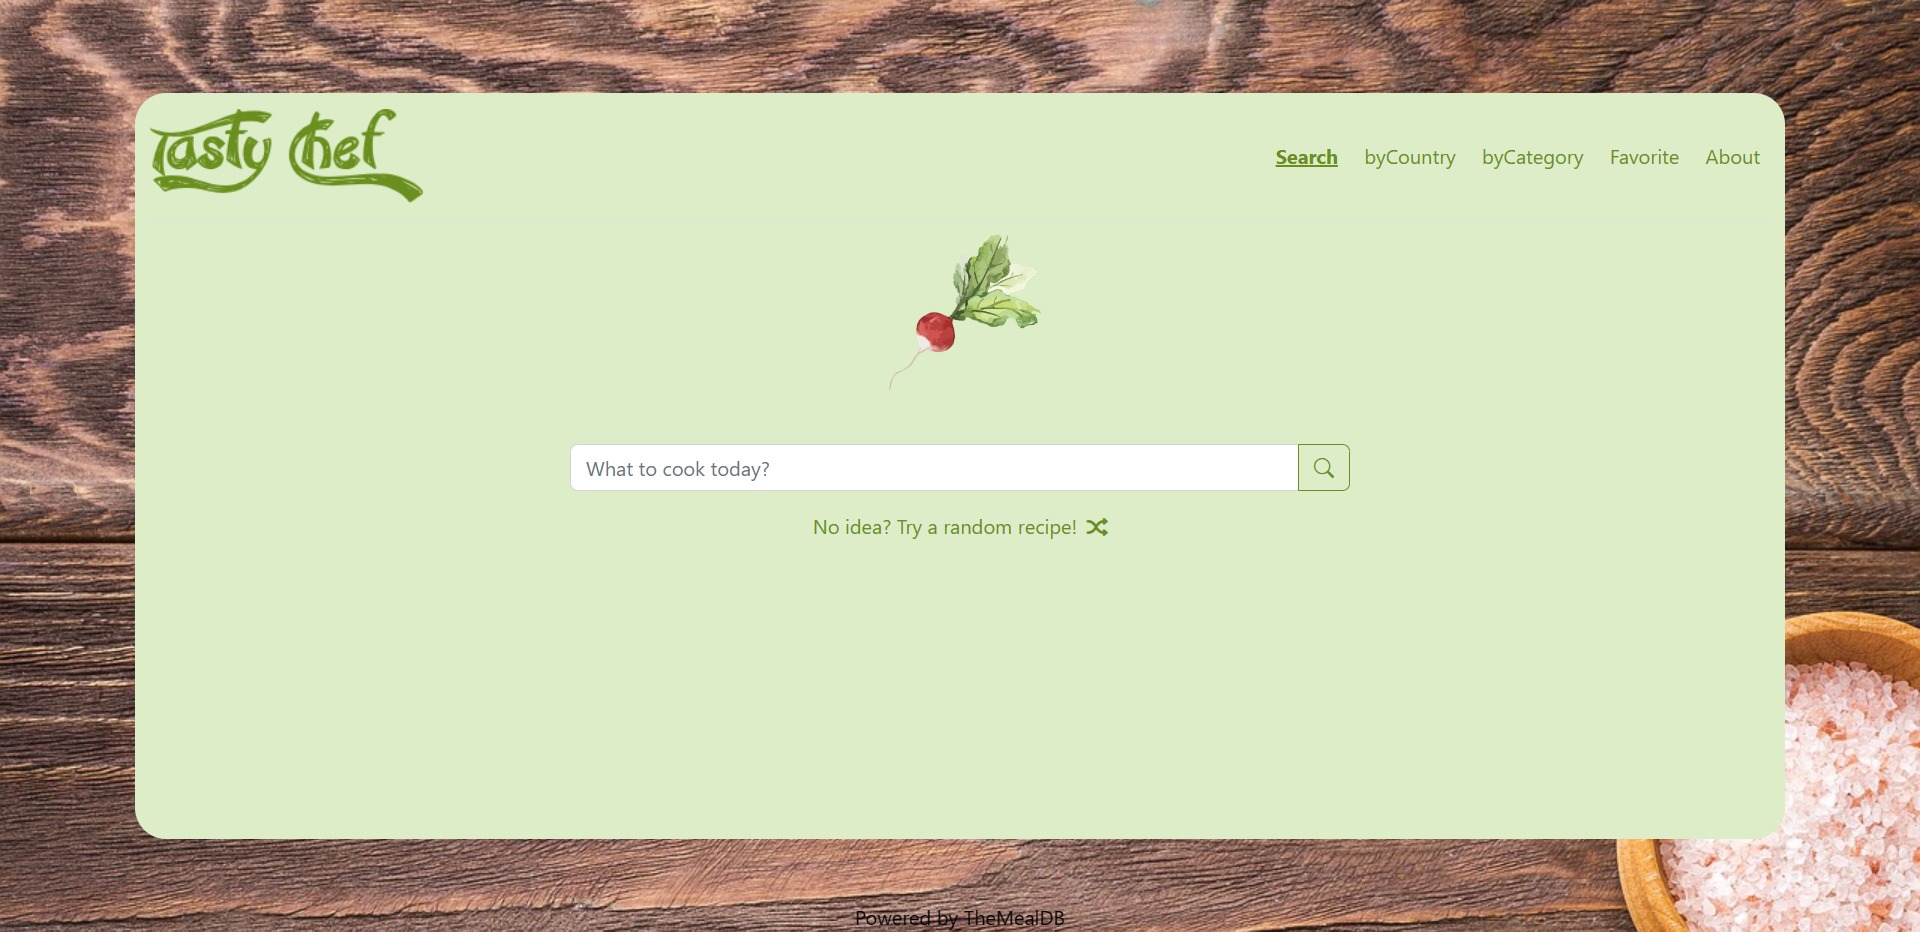 Tasty Chef
Search byCountry byCategory Favorite About
What to cook today?
No idea? Try a random recipe!
Powered by TheMealDB